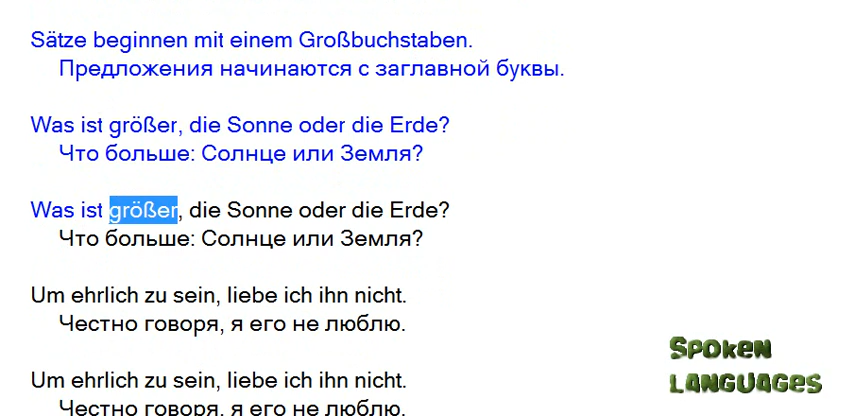 Sätze beginnen mit einem Großbuchstaben.
Предложения начинаются с заглавной буквы.
Was ist größer, die Sonne oder die Erde?
Что больше: Солнце или Земля?
Was ist größer, die Sonne oder die Erde?
Что больше: Солнце или Земля?
Um ehrlich zu sein, liebe ich ihn nicht.
Честно говоря, я его не люблю.
Um ehrlich zu sein, liebe ich ihn nicht.
Честно говоря, я его не люблю.
Spoken
Languages